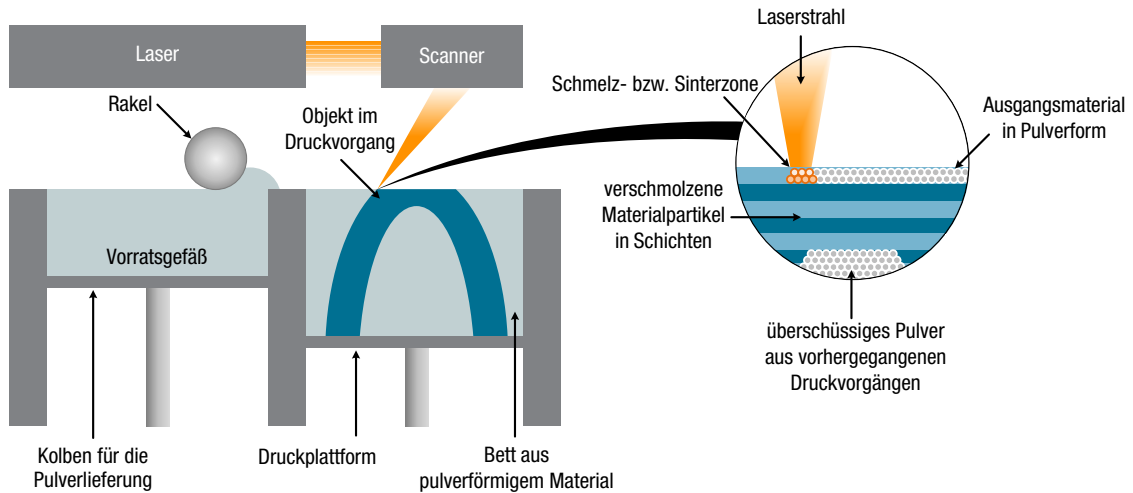 Laser
Scanner
Rakel
Objekt im
Druckvorgang
Vorratsgefäß
Kolben für die
Pulverlieferung
Druckplattform
Bett aus
pulverförmigem Material
Laserstrahl
Schmelz- bzw. Sinterzone
Ausgangsmaterial
in Pulverform
verschmolzene
Materialpartikel
in Schichten
überschüssiges Pulver
aus vorhergegangenen
Druckvorgängen